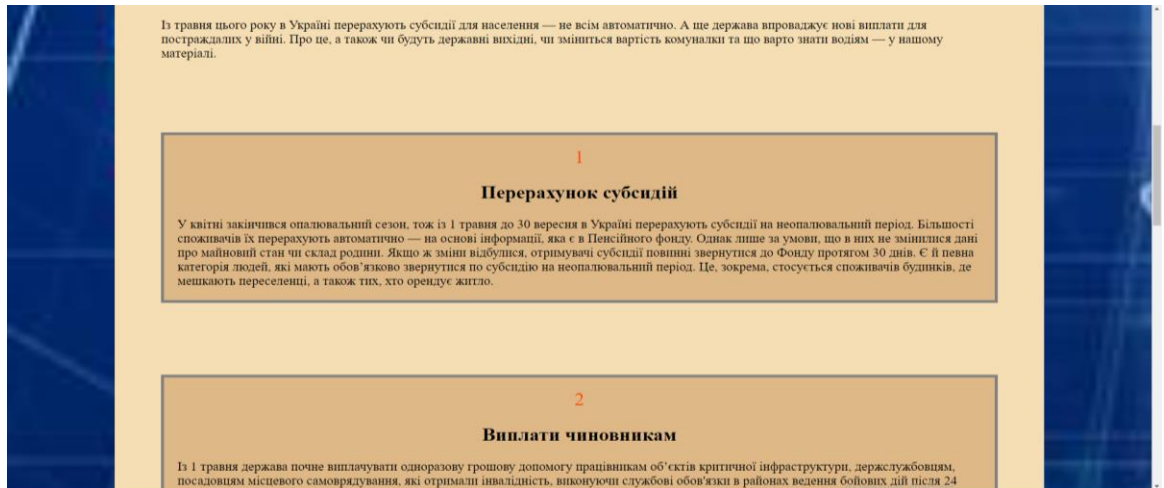 Із травня цього року в Україні перерахують субсидії для населення — не всім автоматично. А ще держава впроваджує нові виплати для
постраждалих у війні. Про це, а також чи будуть державні вихідні, чи зміниться вартість комуналки та що варто знати водіям — у нашому
матеріалі.
1
Перерахунок субсидій
У квітні закінчився опалювальний сезон, тож із 1 травня до 30 вересня в Україні перерахують субсидії на неопалювальний період. Більшості
споживачів їх перерахують автоматично — на основі інформації, яка є в Пенсійного фонду. Однак лише за умови, що в них не змінилися дані
про майновий стан чи склад родини. Якщо ж зміни відбулися, отримувачі субсидії повинні звернутися до Фонду протягом 30 днів. Є й певна
категорія людей, які мають обов’язково звернутися по субсидію на неопалювальний період. Це, зокрема, стосується споживачів будинків, де
мешкають переселенці, а також тих, хто орендує житло.
2
Виплати чиновникам
Із 1 травня держава почне виплачувати одноразову грошову допомогу працівникам об’єктів критичної інфраструктури, держслужбовцям,
посадовцям місцевого самоврядування, які отримали інвалідність, виконуючи службові обов'язки в районах ведення бойових дій після 24